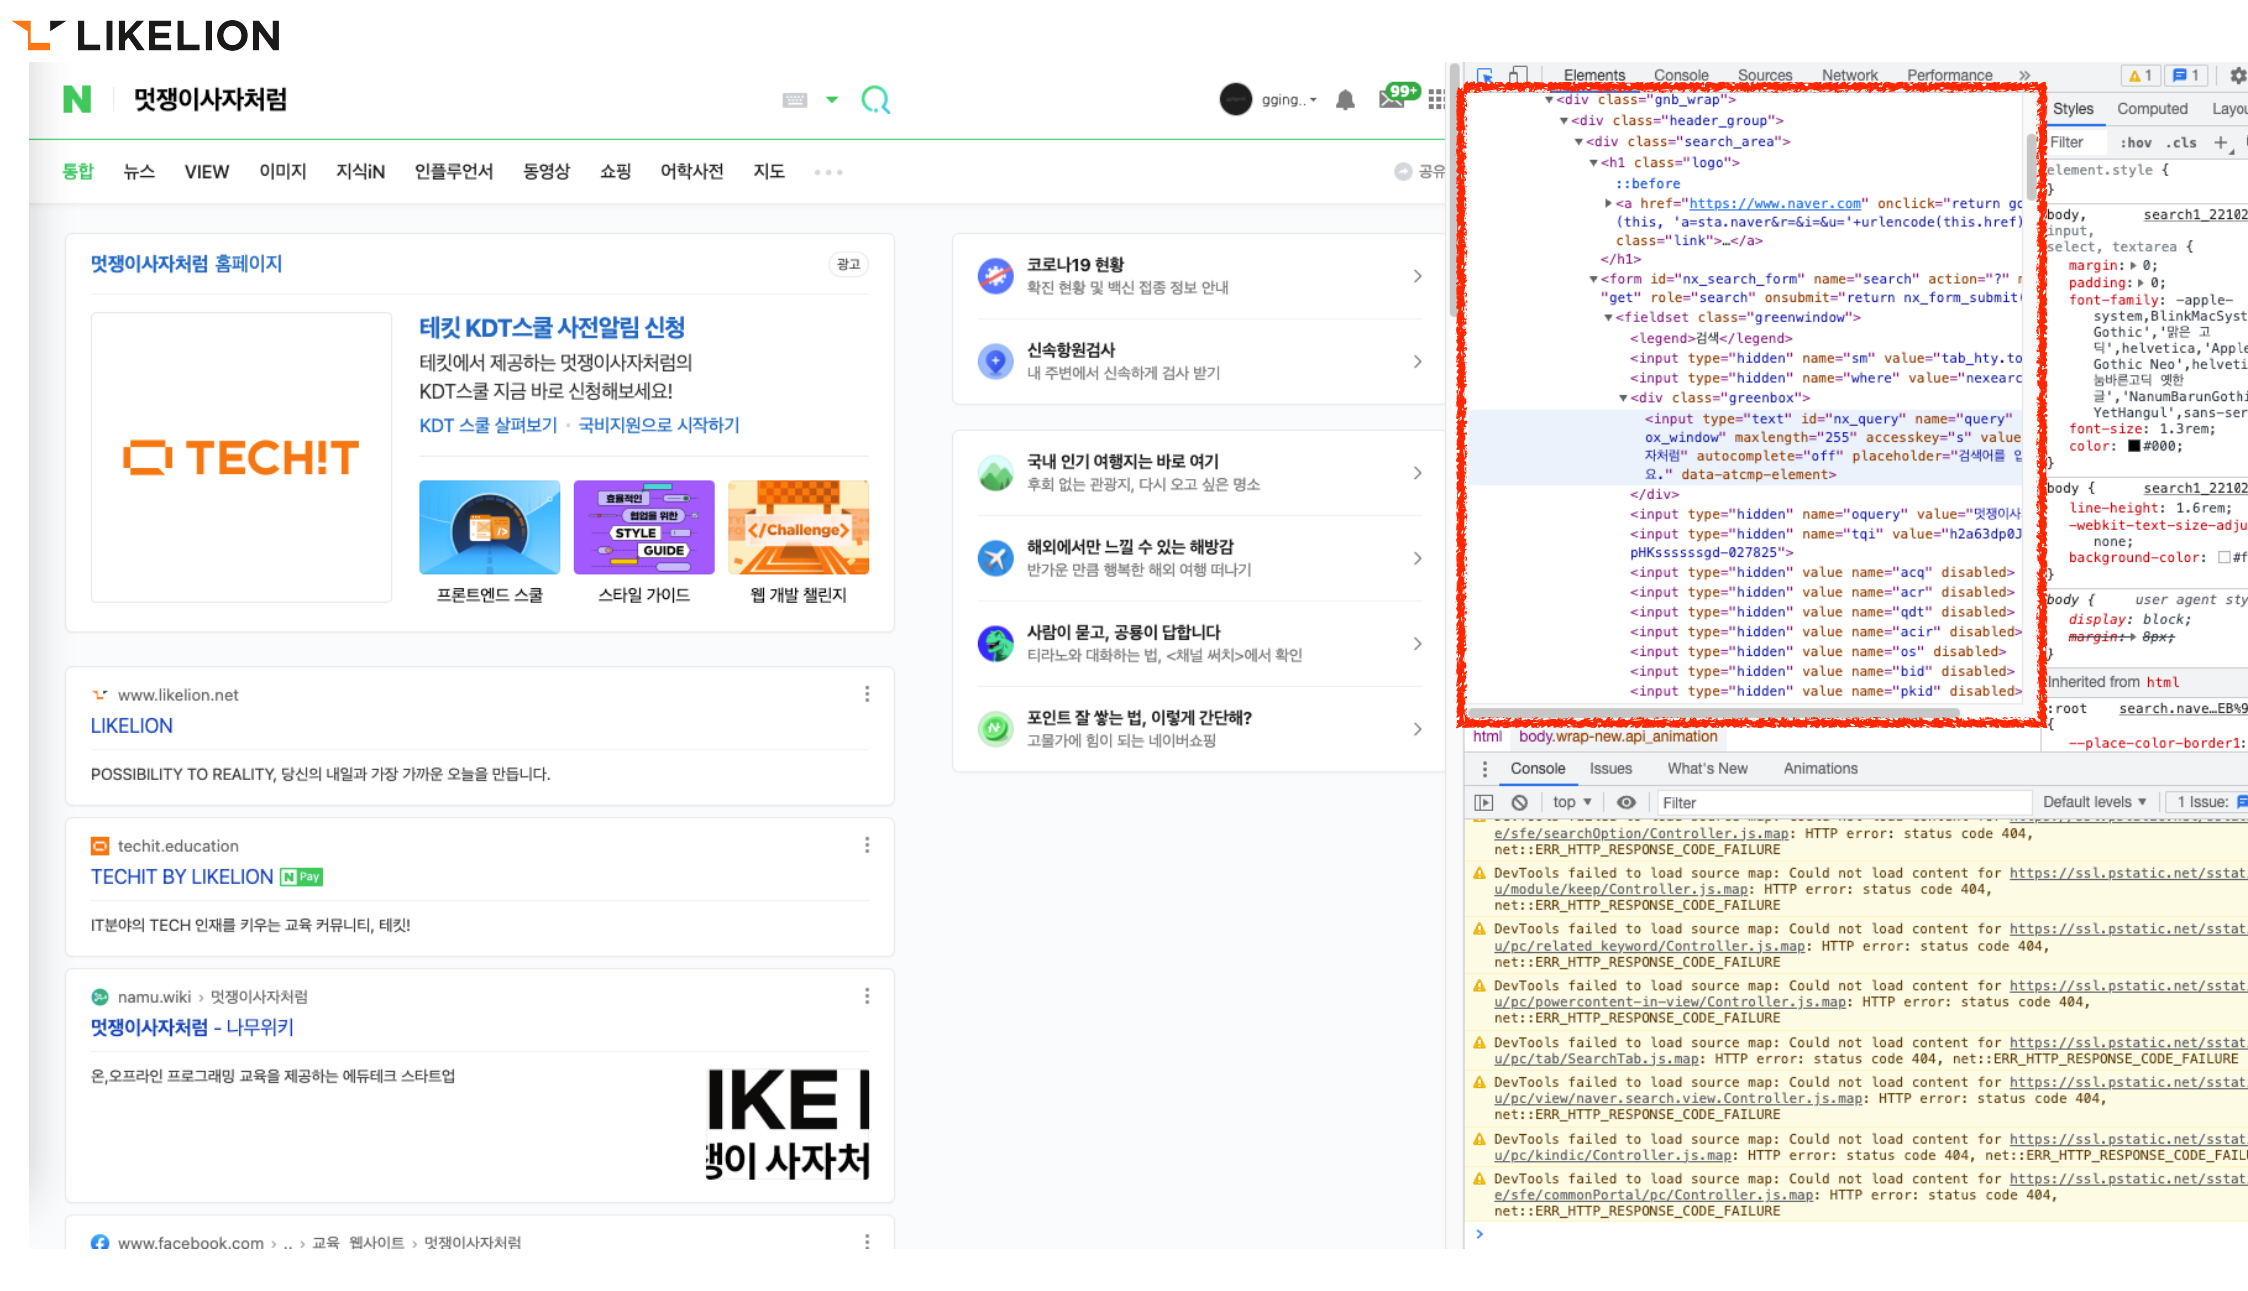 LIKELION
멋쟁이사자처럼
gging..
99+
통합 뉴스 VIEW 이미지 지식iN 인플루언서 동영상 쇼핑 어학사전 지도
공유
멋쟁이사자처럼 홈페이지
광고
TECH!T
테킷 KDT스쿨 사전알림 신청
테킷에서 제공하는 멋쟁이사자처럼의
KDT스쿨 지금 바로 신청해보세요!
KDT 스쿨 살펴보기 · 국비지원으로 시작하기
효율적인
협업을 위한
STYLE
GUIDE
</Challenge>
프론트엔드 스쿨
스타일 가이드
웹 개발 챌린지
www.likelion.net
LIKELION
POSSIBILITY TO REALITY, 당신의 내일과 가장 가까운 오늘을 만듭니다.
techit.education
TECHIT BY LIKELION N Pay
IT분야의 TECH 인재를 키우는 교육 커뮤니티, 테킷!
namu.wiki › 멋쟁이사자처럼
멋쟁이사자처럼 - 나무위키
온,오프라인 프로그래밍 교육을 제공하는 에듀테크 스타트업
IKE
쟁이 사자처
www.facebook.com › .. › 교육_웹사이트 › 멋쟁이사자처럼
코로나19 현황
확진 현황 및 백신 접종 정보 안내
신속항원검사
내 주변에서 신속하게 검사 받기
국내 인기 여행지는 바로 여기
후회 없는 관광지, 다시 오고 싶은 명소
해외에서만 느낄 수 있는 해방감
반가운 만큼 행복한 해외 여행 떠나기
사람이 묻고, 공룡이 답합니다
티라노와 대화하는 법, <채널 써치>에서 확인
포인트 잘 쌓는 법, 이렇게 간단해?
고물가에 힘이 되는 네이버쇼핑
Elements Console Sources Network Performance » 1 1
<div class="gnb_wrap">
<div class="header_group">
<div class="search_area">
<h1 class="logo">
::before
<a href="https://www.naver.com" onclick="return go
(this, 'a=sta.naver&r=&i=&u='+urlencode(this.href)
class="link">…</a>
</h1>
<form id="nx_search_form" name="search" action="?" m
"get" role="search" onsubmit="return nx_form_submit(
<fieldset class="greenwindow">
<legend>검색</legend>
<input type="hidden" name="sm" value="tab_hty.to
<input type="hidden" name="where" value="nexearc
<div class="greenbox">
<input type="text" id="nx_query" name="query"
ox_window" maxlength="255" accesskey="s" value
자처럼" autocomplete="off" placeholder="검색어를 입
요." data-atcmp-element>
</div>
<input type="hidden" name="oquery" value="멋쟁이사
<input type="hidden" name="tqi" value="h2a63dp0J
pHKssssssgd-027825">
<input type="hidden" value name="acq" disabled>
<input type="hidden" value name="acr" disabled>
<input type="hidden" value name="qdt" disabled>
<input type="hidden" value name="acir" disabled>
<input type="hidden" value name="os" disabled>
<input type="hidden" value name="bid" disabled>
<input type="hidden" value name="pkid" disabled>
html body.wrap-new.api_animation
Styles Computed Layou
Filter :hov .cls +
element.style {
}
body, search1_22102
input,
select, textarea {
margin: 0;
padding: 0;
font-family: -apple-
system,BlinkMacSyst
Gothic','맑은 고
딕',helvetica,'Apple
Gothic Neo',helveti
눔바른고딕 옛한
글','NanumBarunGothi
YetHangul',sans-ser
font-size: 1.3rem;
color: #000;
}
body { search1_22102
line-height: 1.6rem;
-webkit-text-size-adju
none;
background-color: #f
}
body { user agent sty
display: block;
margin: 8px;
}
Inherited from html
:root search.nave…EB%9
{
--place-color-border1:
Console Issues What's New Animations
top Filter Default levels 1 Issue:
e/sfe/searchOption/Controller.js.map: HTTP error: status code 404,
net::ERR_HTTP_RESPONSE_CODE_FAILURE
DevTools failed to load source map: Could not load content for https://ssl.pstatic.net/sstat
u/module/keep/Controller.js.map: HTTP error: status code 404,
net::ERR_HTTP_RESPONSE_CODE_FAILURE
DevTools failed to load source map: Could not load content for https://ssl.pstatic.net/sstat
u/pc/related_keyword/Controller.js.map: HTTP error: status code 404,
net::ERR_HTTP_RESPONSE_CODE_FAILURE
DevTools failed to load source map: Could not load content for https://ssl.pstatic.net/sstat
u/pc/powercontent-in-view/Controller.js.map: HTTP error: status code 404,
net::ERR_HTTP_RESPONSE_CODE_FAILURE
DevTools failed to load source map: Could not load content for https://ssl.pstatic.net/sstat
u/pc/tab/SearchTab.js.map: HTTP error: status code 404, net::ERR_HTTP_RESPONSE_CODE_FAILURE
DevTools failed to load source map: Could not load content for https://ssl.pstatic.net/sstat
u/pc/view/naver.search.view.Controller.js.map: HTTP error: status code 404,
net::ERR_HTTP_RESPONSE_CODE_FAILURE
DevTools failed to load source map: Could not load content for https://ssl.pstatic.net/sstat
u/pc/kindic/Controller.js.map: HTTP error: status code 404, net::ERR_HTTP_RESPONSE_CODE_FAIL
DevTools failed to load source map: Could not load content for https://ssl.pstatic.net/sstat
e/sfe/commonPortal/pc/Controller.js.map: HTTP error: status code 404,
net::ERR_HTTP_RESPONSE_CODE_FAILURE